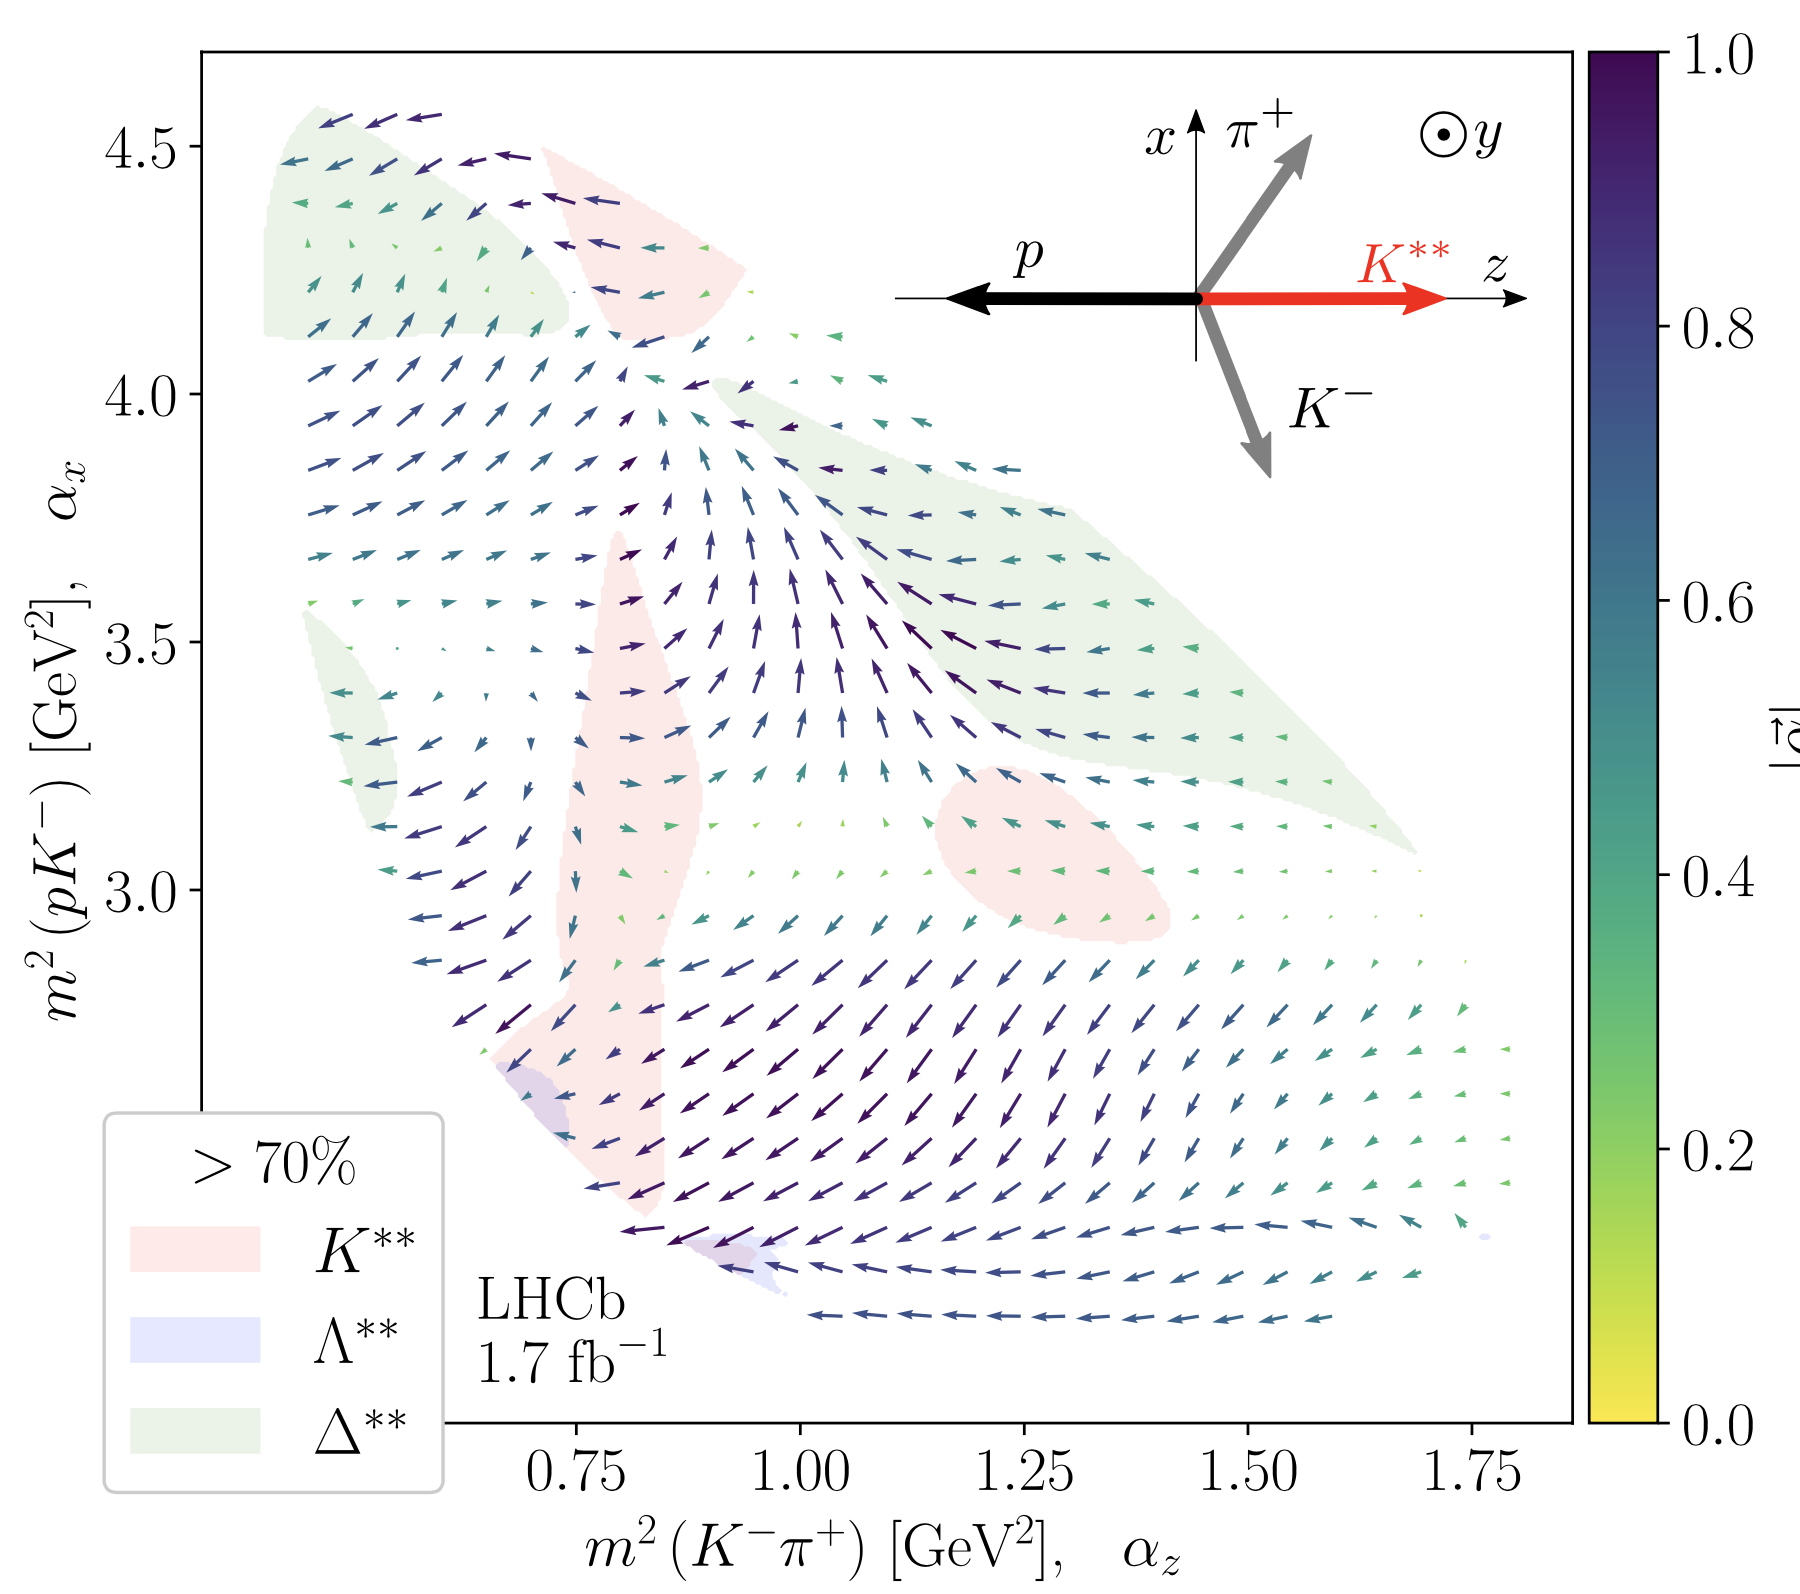 4.5
4.0
3.5
3.0
m² (pK⁻) [GeV²], αₓ
x
π⁺
y
p
K**
z
K⁻
1.0
0.8
0.6
0.4
0.2
0.0
|α⃗|
> 70%
K**
Λ**
Δ**
LHCb
1.7 fb⁻¹
0.75 1.00 1.25 1.50 1.75
m² (K⁻π⁺) [GeV²], α_z